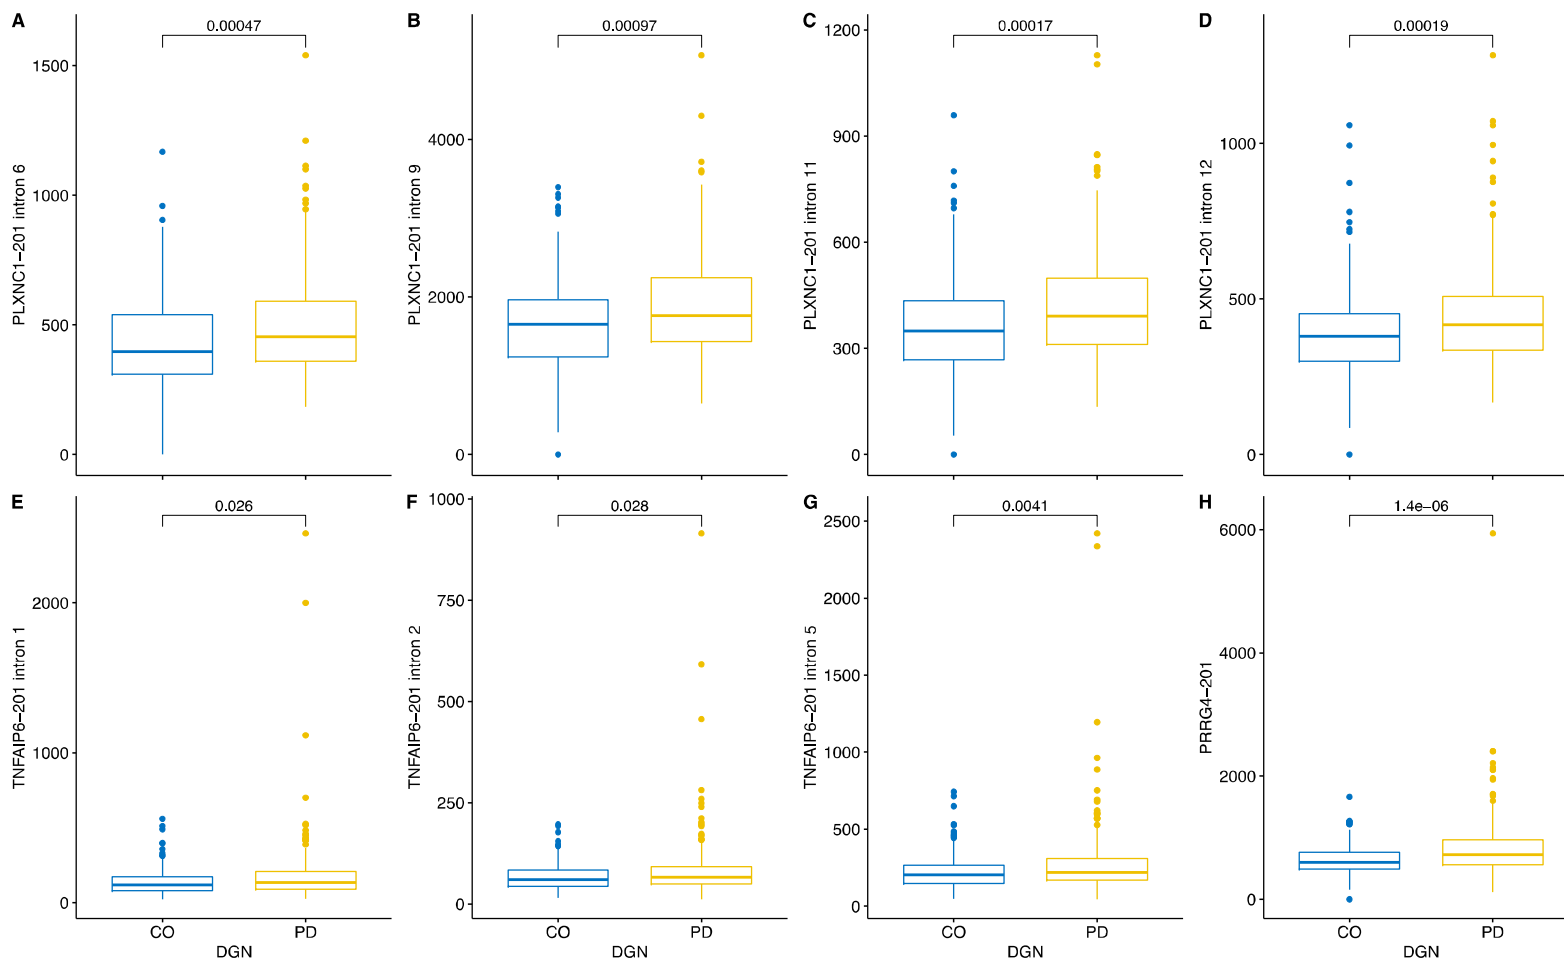 A
0.00047
PLXNC1−201 intron 6
1500
1000
500
0
B
0.00097
PLXNC1−201 intron 9
4000
2000
0
C
0.00017
PLXNC1−201 intron 11
1200
900
600
300
0
D
0.00019
PLXNC1−201 intron 12
1000
500
0
E
0.026
TNFAIP6−201 intron 1
2000
1000
0
CO
PD
DGN
F
0.028
TNFAIP6−201 intron 2
1000
750
500
250
0
CO
PD
DGN
G
0.0041
TNFAIP6−201 intron 5
2500
2000
1500
1000
500
0
CO
PD
DGN
H
1.4e−06
PRRG4−201
6000
4000
2000
0
CO
PD
DGN